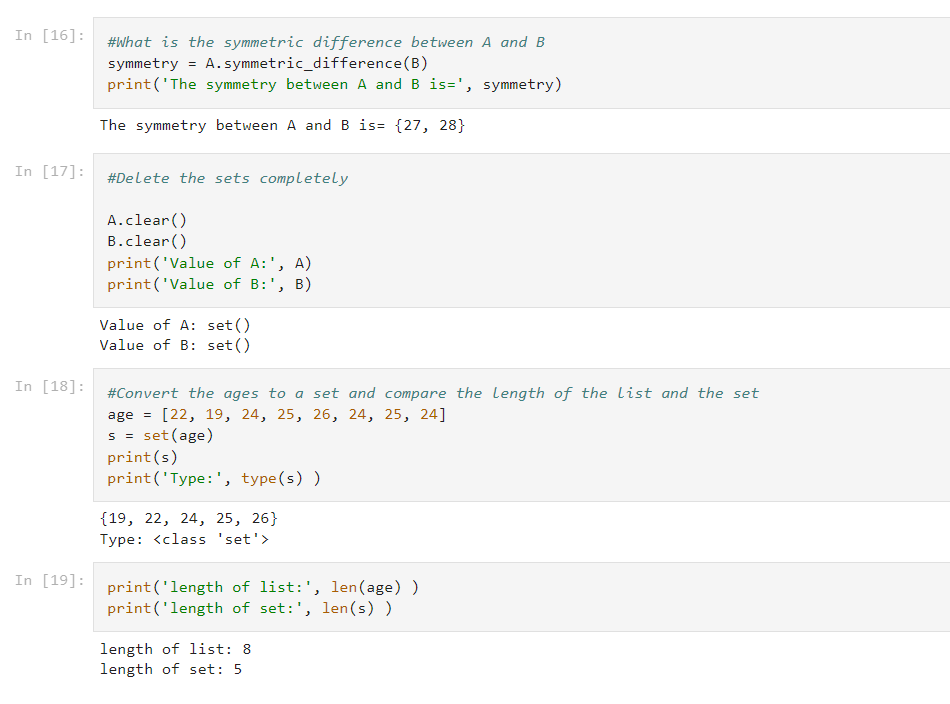 In [16]:
#What is the symmetric difference between A and B
symmetry = A.symmetric_difference(B)
print('The symmetry between A and B is=', symmetry)
The symmetry between A and B is= {27, 28}
In [17]:
#Delete the sets completely
A.clear()
B.clear()
print('Value of A:', A)
print('Value of B:', B)
Value of A: set()
Value of B: set()
In [18]:
#Convert the ages to a set and compare the length of the list and the set
age = [22, 19, 24, 25, 26, 24, 25, 24]
s = set(age)
print(s)
print('Type:', type(s) )
{19, 22, 24, 25, 26}
Type: <class 'set'>
In [19]:
print('length of list:', len(age) )
print('length of set:', len(s) )
length of list: 8
length of set: 5